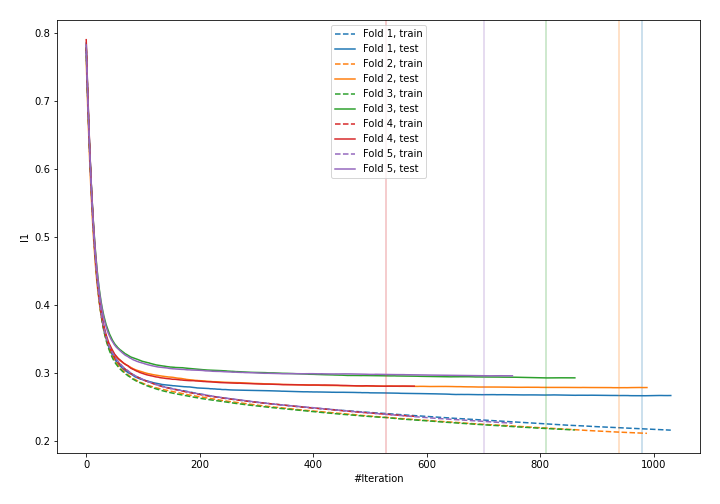 0.8
0.7
0.6
0.5
0.4
0.3
0.2
l1
Fold 1, train
Fold 1, test
Fold 2, train
Fold 2, test
Fold 3, train
Fold 3, test
Fold 4, train
Fold 4, test
Fold 5, train
Fold 5, test
0 200 400 600 800 1000
#Iteration